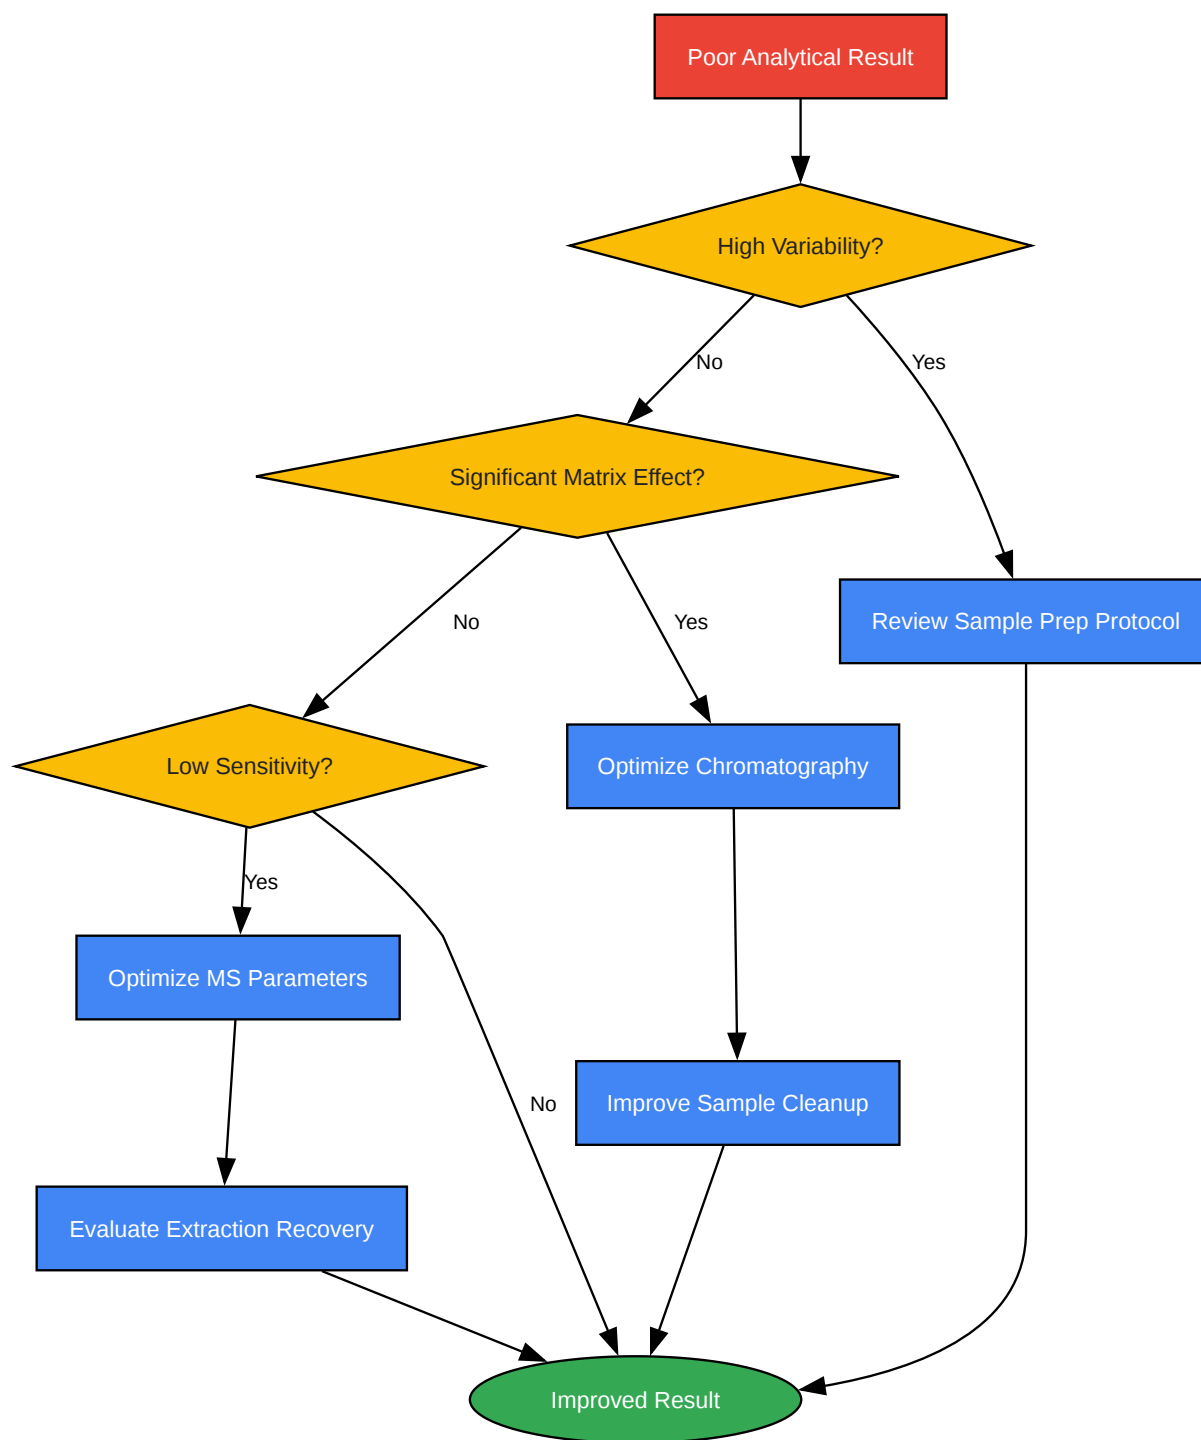 Poor Analytical Result
High Variability?
No
Yes
Significant Matrix Effect?
No
Yes
Review Sample Prep Protocol
Low Sensitivity?
Optimize Chromatography
Yes
Optimize MS Parameters
No
Improve Sample Cleanup
Evaluate Extraction Recovery
Improved Result